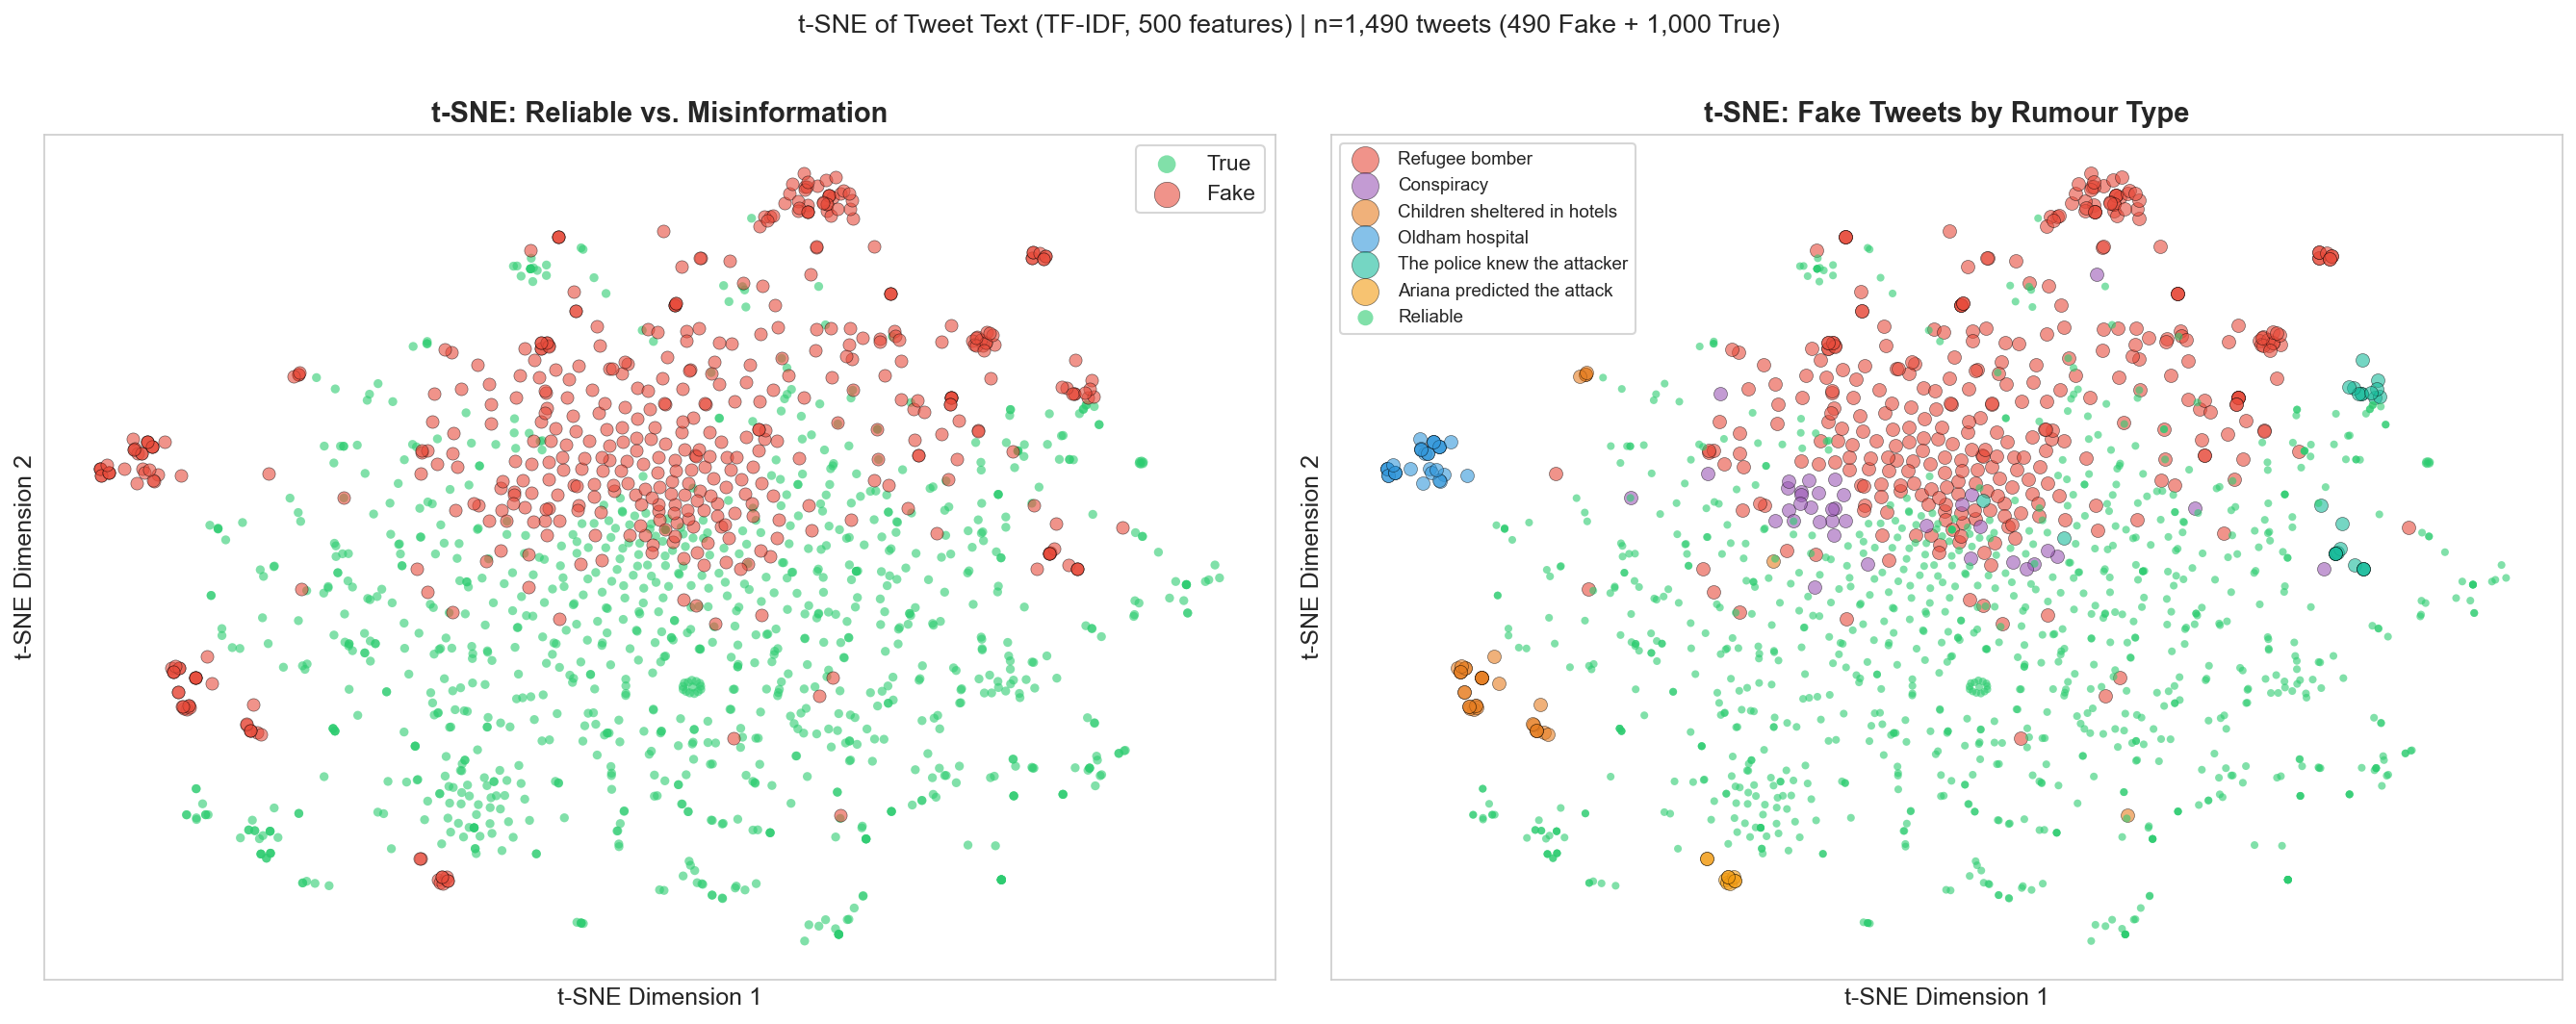 t-SNE of Tweet Text (TF-IDF, 500 features) | n=1,490 tweets (490 Fake + 1,000 True)
t-SNE: Reliable vs. Misinformation
True
Fake
t-SNE Dimension 2
t-SNE Dimension 1
t-SNE: Fake Tweets by Rumour Type
Refugee bomber
Conspiracy
Children sheltered in hotels
Oldham hospital
The police knew the attacker
Ariana predicted the attack
Reliable
t-SNE Dimension 2
t-SNE Dimension 1